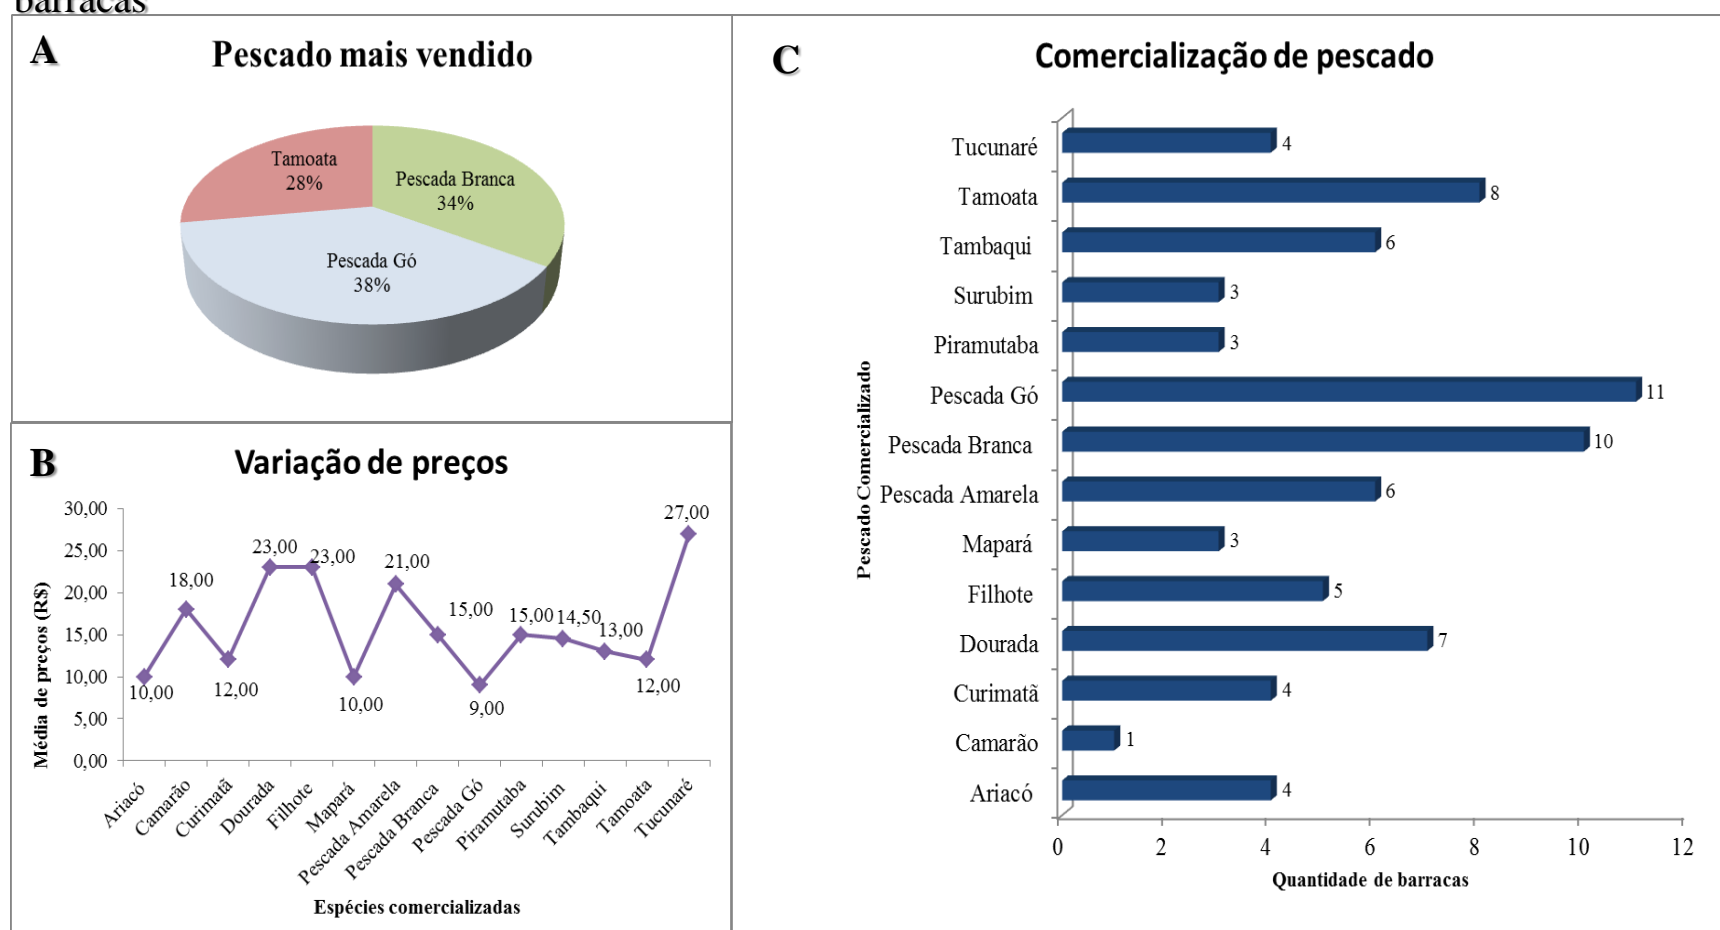 barracas
A
Pescado mais vendido
Tamoata
28%
Pescada Branca
34%
Pescada Gó
38%
B
Variação de preços
Média de preços (R$)
30,00
25,00
20,00
15,00
10,00
5,00
0,00
10,00
18,00
12,00
23,00
23,00
10,00
21,00
15,00
9,00
15,00
14,50
13,00
12,00
27,00
Ariacó
Camarão
Curimatã
Dourada
Filhote
Mapará
Pescada Amarela
Pescada Branca
Pescada Gó
Piramutaba
Surubim
Tambaqui
Tamoata
Tucunaré
Espécies comercializadas
C
Comercialização de pescado
Pescado Comercializado
Tucunaré 4
Tamoata 8
Tambaqui 6
Surubim 3
Piramutaba 3
Pescada Gó 11
Pescada Branca 10
Pescada Amarela 6
Mapará 3
Filhote 5
Dourada 7
Curimatã 4
Camarão 1
Ariacó 4
0 2 4 6 8 10 12
Quantidade de barracas